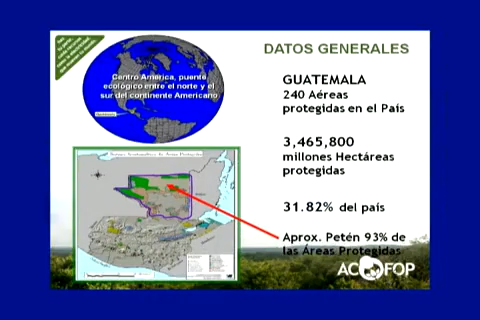 DATOS GENERALES
Centro America, puente
ecológico entre el norte y el
sur del continente Americano
GUATEMALA
240 Aéreas
protegidas en el País
3,465,800
millones Hectáreas
protegidas
31.82% del país
Aprox. Petén 93% de
las Áreas Protegidas
ACOFOP